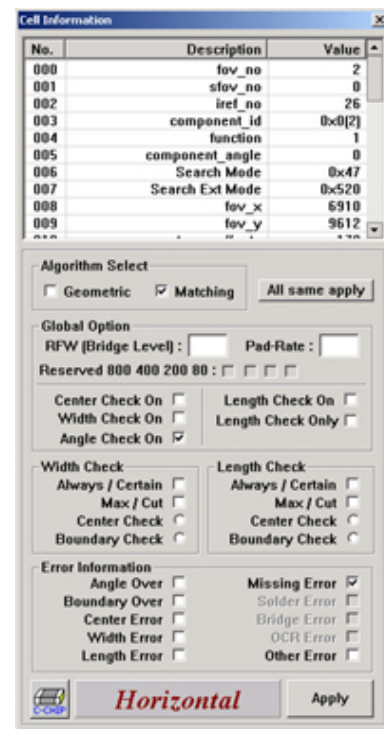 Cell Information
No. Description Value
000 fov_no 2
001 sfov_no 0
002 iref_no 26
003 component_id 0x0(2)
004 function 1
005 component_angle 0
006 Search Mode 0x47
007 Search Ext Mode 0x520
008 fov_x 6910
009 fov_y 9612
Algorithm Select
Geometric Matching All same apply
Global Option
RFW (Bridge Level) : Pad-Rate :
Reserved 800 400 200 80 :
Center Check On Length Check On
Width Check On Length Check Only
Angle Check On
Width Check Length Check
Always / Certain Always / Certain
Max / Cut Max / Cut
Center Check Center Check
Boundary Check Boundary Check
Error Information
Angle Over Missing Error
Boundary Over Solder Error
Center Error Bridge Error
Width Error OCR Error
Length Error Other Error
C-CHIP Horizontal Apply